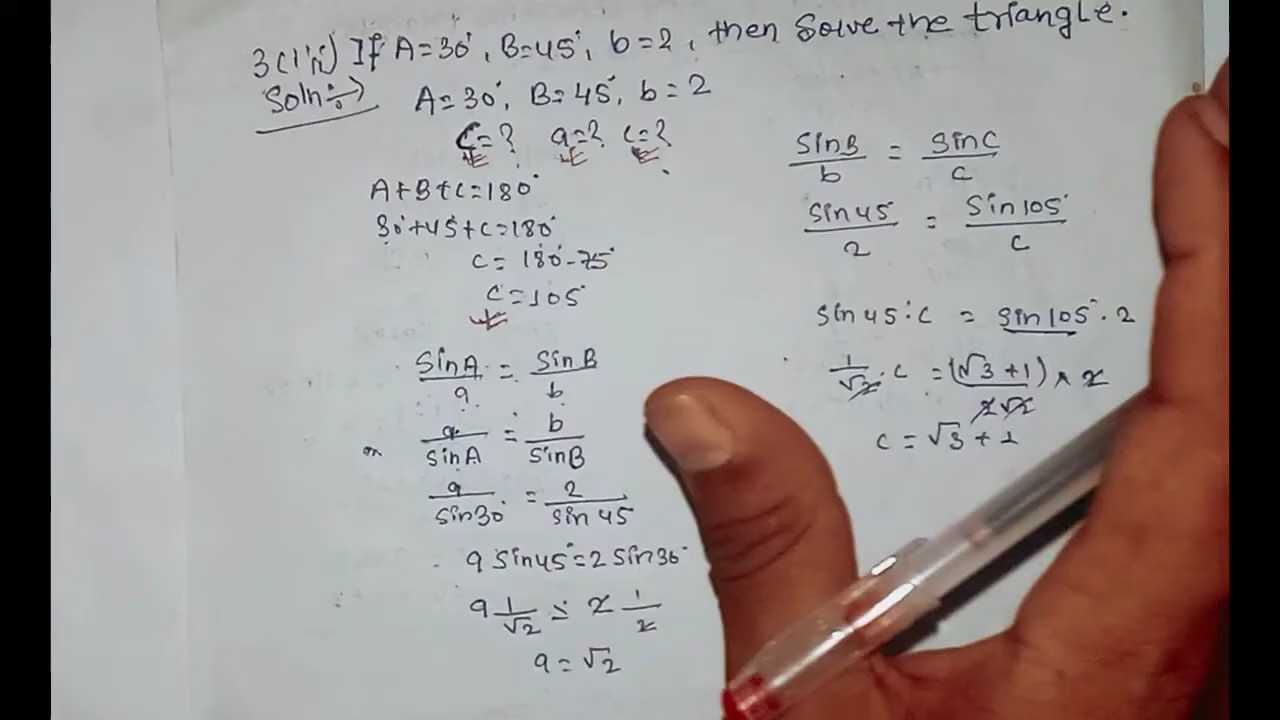 3(iii) If A=30°, B=45°, b=2, then solve the triangle.
Soln:→ A=30°, B=45°, b=2
C=? a=? c=?
A+B+C=180°
30°+45+C=180°
C=180°-75°
C=105°
sinA/a = sinB/b
or a/sinA = b/sinB
a/sin30° = 2/sin45
a sin45°=2 sin30°
a 1/√2 = 2 1/2
a=√2
sinB/b = sinC/c
sin45/2 = sin105°/c
sin45°·c = sin105°·2
1/√2·c = (√3+1)/2√2 × 2
c=√3+1